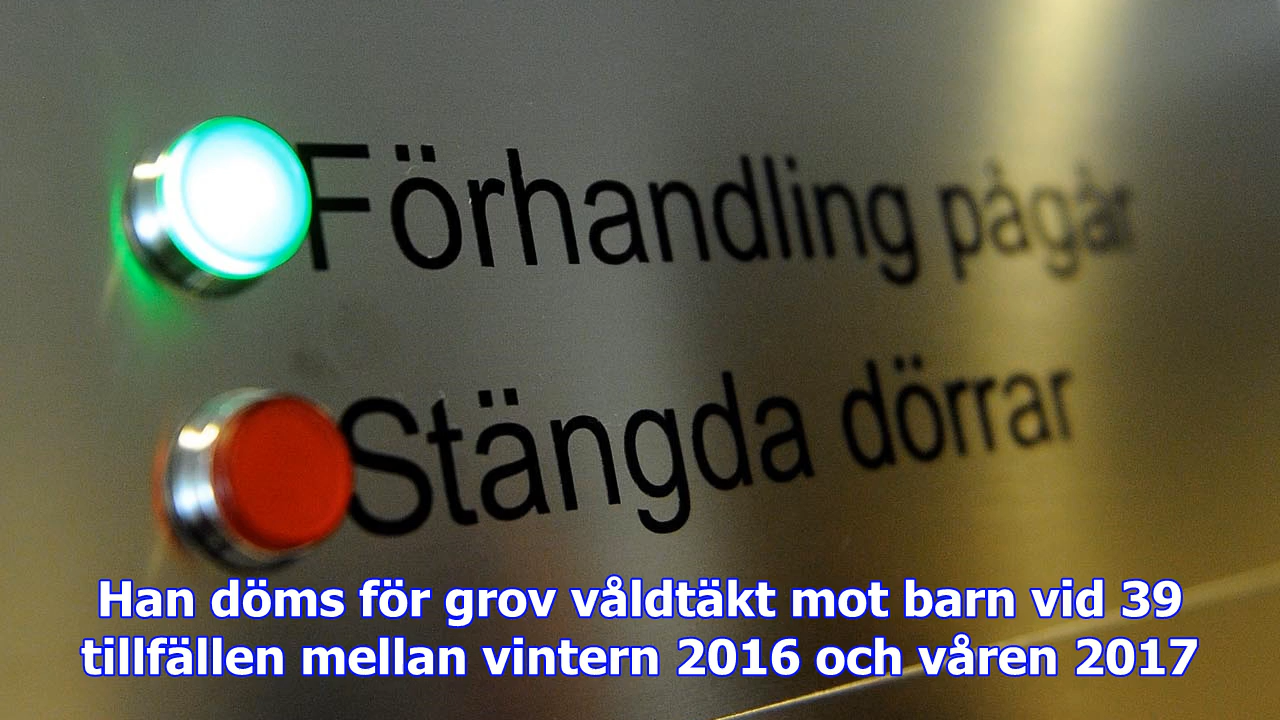 Förhandling pågår
Stängda dörrar
Han döms för grov våldtäkt mot barn vid 39
tillfällen mellan vintern 2016 och våren 2017